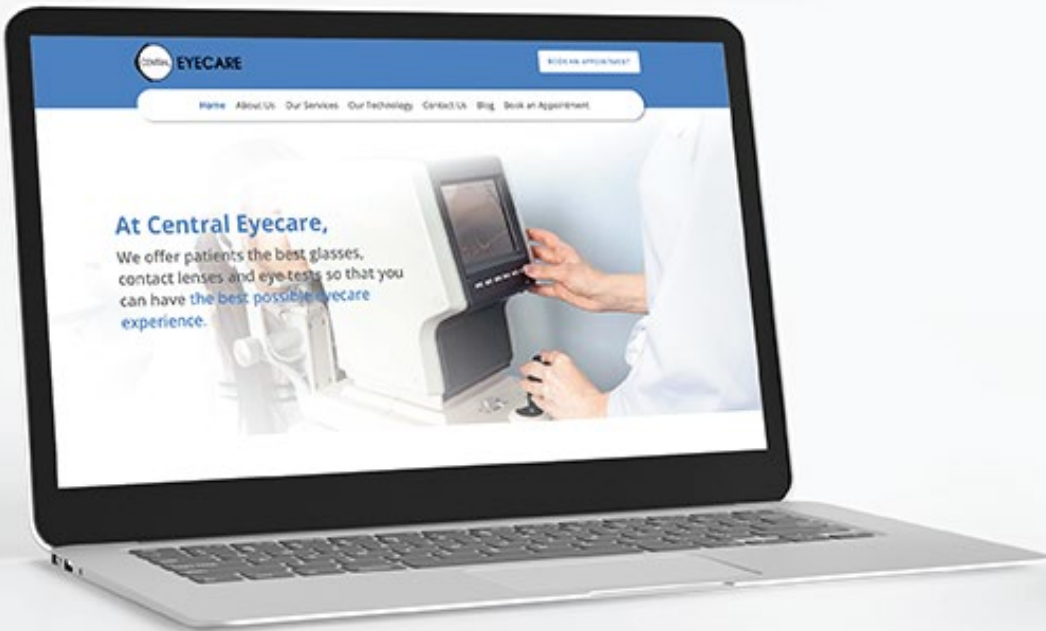 CENTRAL EYECARE
BOOK AN APPOINTMENT
Home About Us Our Services Our Technology Contact Us Blog Book an Appointment
At Central Eyecare,
We offer patients the best glasses,
contact lenses and eye tests so that you
can have the best possible eyecare
experience.